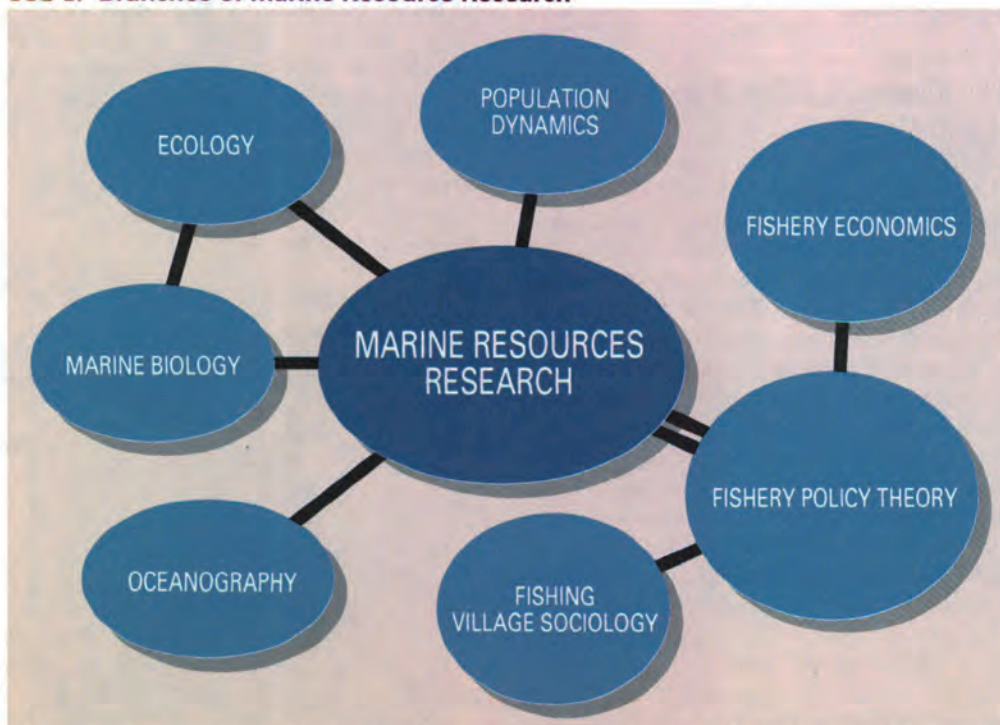 ECOLOGY
POPULATION
DYNAMICS
FISHERY ECONOMICS
MARINE BIOLOGY
MARINE RESOURCES
RESEARCH
FISHERY POLICY THEORY
OCEANOGRAPHY
FISHING
VILLAGE SOCIOLOGY